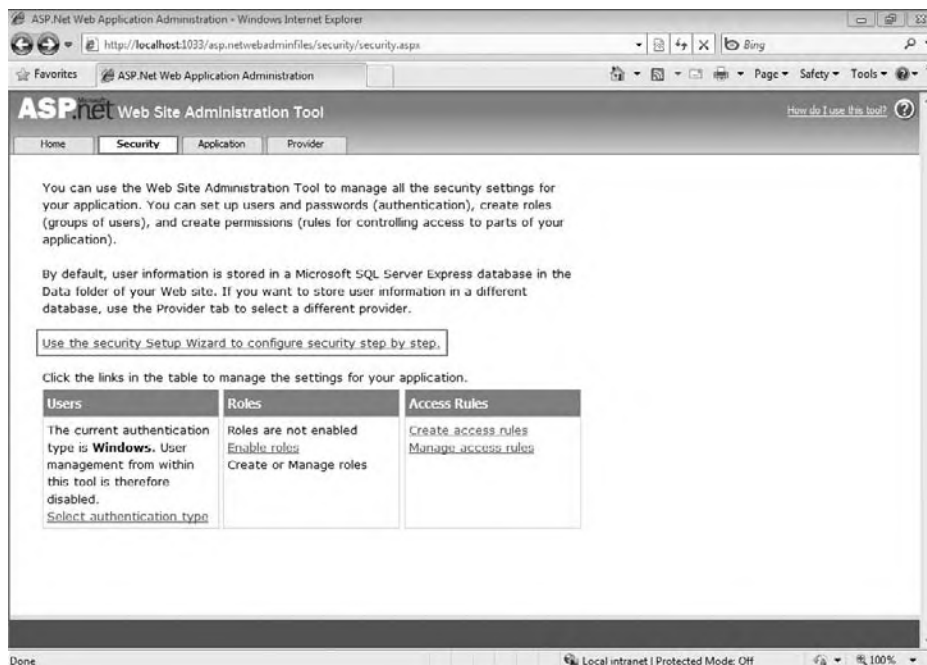 ASP.Net Web Application Administration - Windows Internet Explorer
http://localhost:1033/asp.netwebadminfiles/security/security.aspx
Bing
Favorites ASP.Net Web Application Administration Page Safety Tools
Microsoft
ASP.net Web Site Administration Tool How do I use this tool? ?
Home Security Application Provider
You can use the Web Site Administration Tool to manage all the security settings for
your application. You can set up users and passwords (authentication), create roles
(groups of users), and create permissions (rules for controlling access to parts of your
application).
By default, user information is stored in a Microsoft SQL Server Express database in the
Data folder of your Web site. If you want to store user information in a different
database, use the Provider tab to select a different provider.
Use the security Setup Wizard to configure security step by step.
Click the links in the table to manage the settings for your application.
Users
The current authentication
type is Windows. User
management from within
this tool is therefore
disabled.
Select authentication type
Roles
Roles are not enabled
Enable roles
Create or Manage roles
Access Rules
Create access rules
Manage access rules
Done Local intranet | Protected Mode: Off 100%